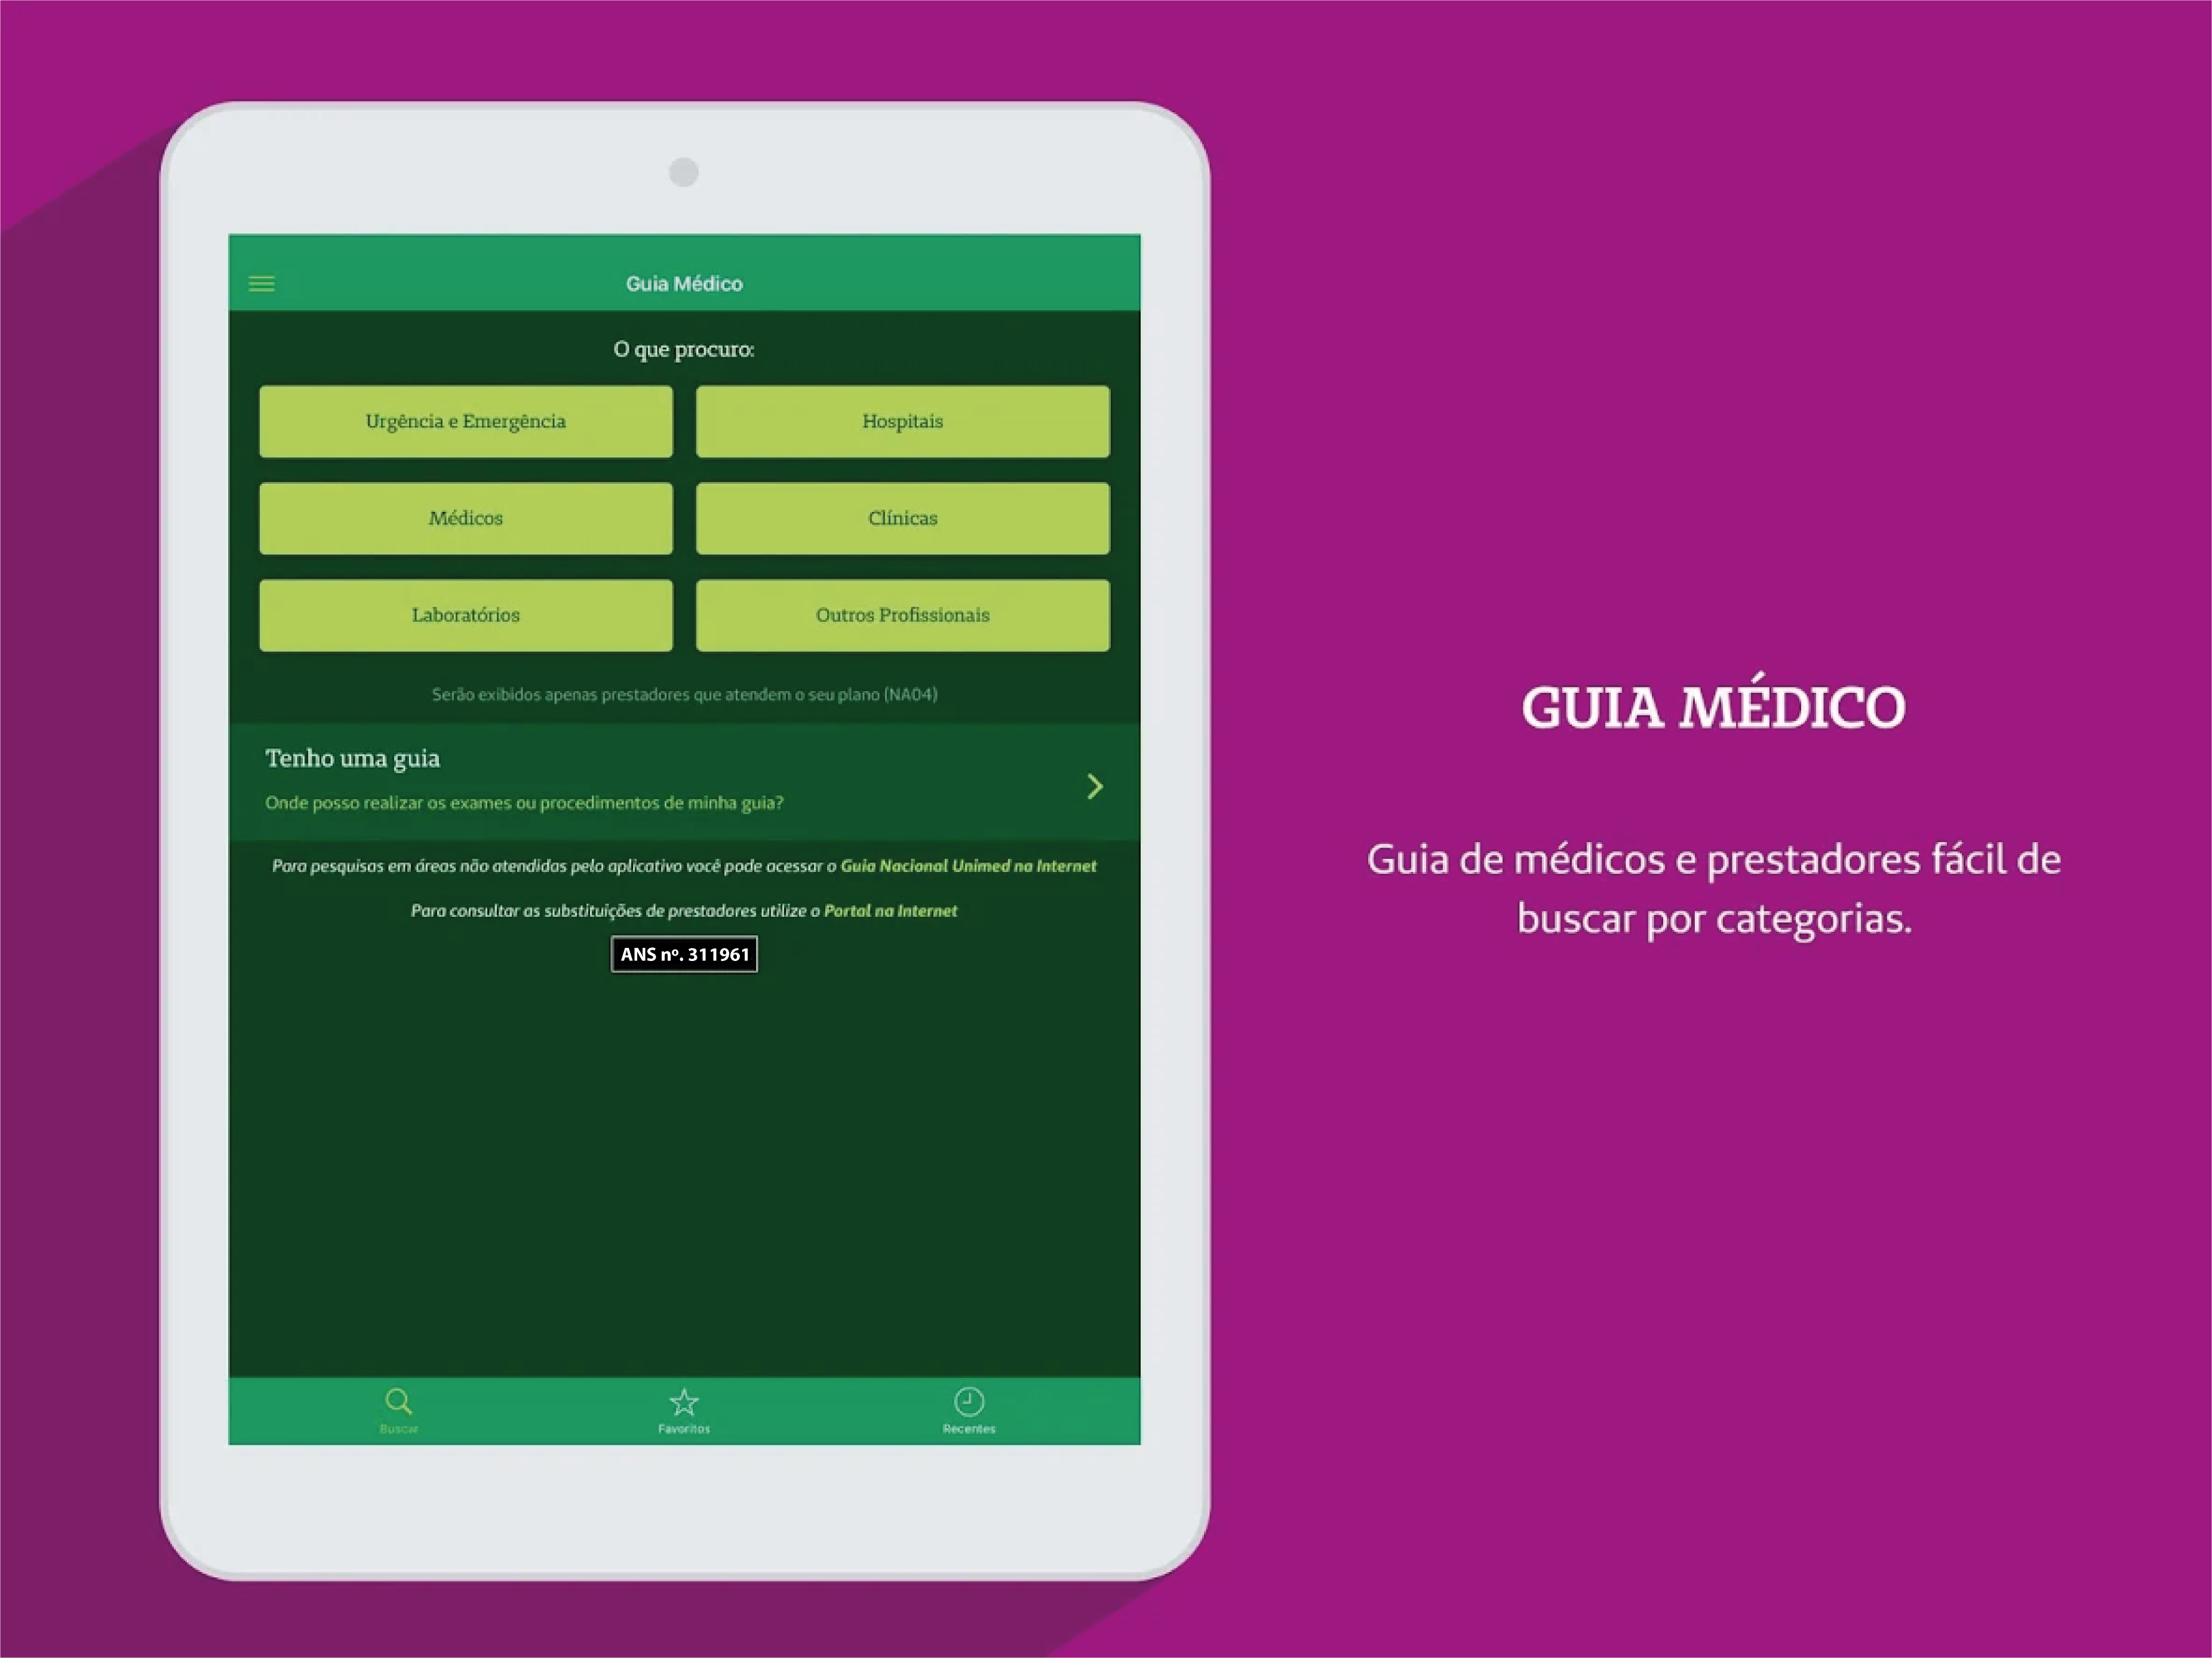 Guia Médico
O que procuro:
Urgência e Emergência
Hospitais
Médicos
Clínicas
Laboratórios
Outros Profissionais
Serão exibidos apenas prestadores que atendem o seu plano (NA04)
Tenho uma guia
Onde posso realizar os exames ou procedimentos de minha guia?
Para pesquisas em áreas não atendidas pelo aplicativo você pode acessar o Guia Nacional Unimed na Internet
Para consultar as substituições de prestadores utilize o Portal na Internet
ANS nº. 311961
Buscar
Favoritos
Recentes
GUIA MÉDICO
Guia de médicos e prestadores fácil de
buscar por categorias.